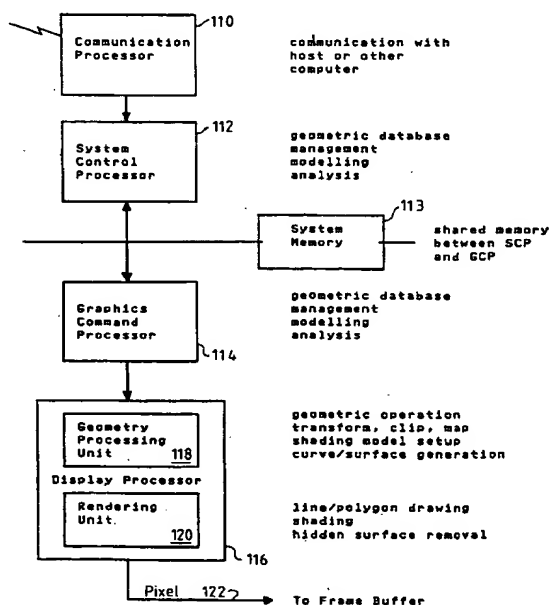 110
Communication
Processor
communication with
host or other
computer
112
System
Control
Processor
geometric database
management
modelling
analysis
113
System
Memory
shared memory
between SCP
and GCP
Graphics
Command
Processor
114
geometric database
management
modelling
analysis
Geometry
Processing
Unit 118
geometric operation
transform, clip, map
shading model setup
curve/surface generation
Display Processor
Rendering
Unit 120
line/polygon drawing
shading
hidden surface removal
116
Pixel 122
To Frame Buffer